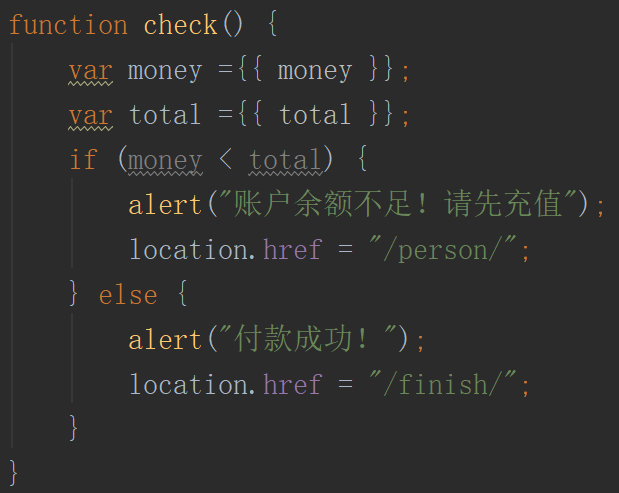 function check() {
    var money ={{ money }};
    var total ={{ total }};
    if (money < total) {
        alert("账户余额不足！请先充值");
        location.href = "/person/";
    } else {
        alert("付款成功！");
        location.href = "/finish/";
    }
}